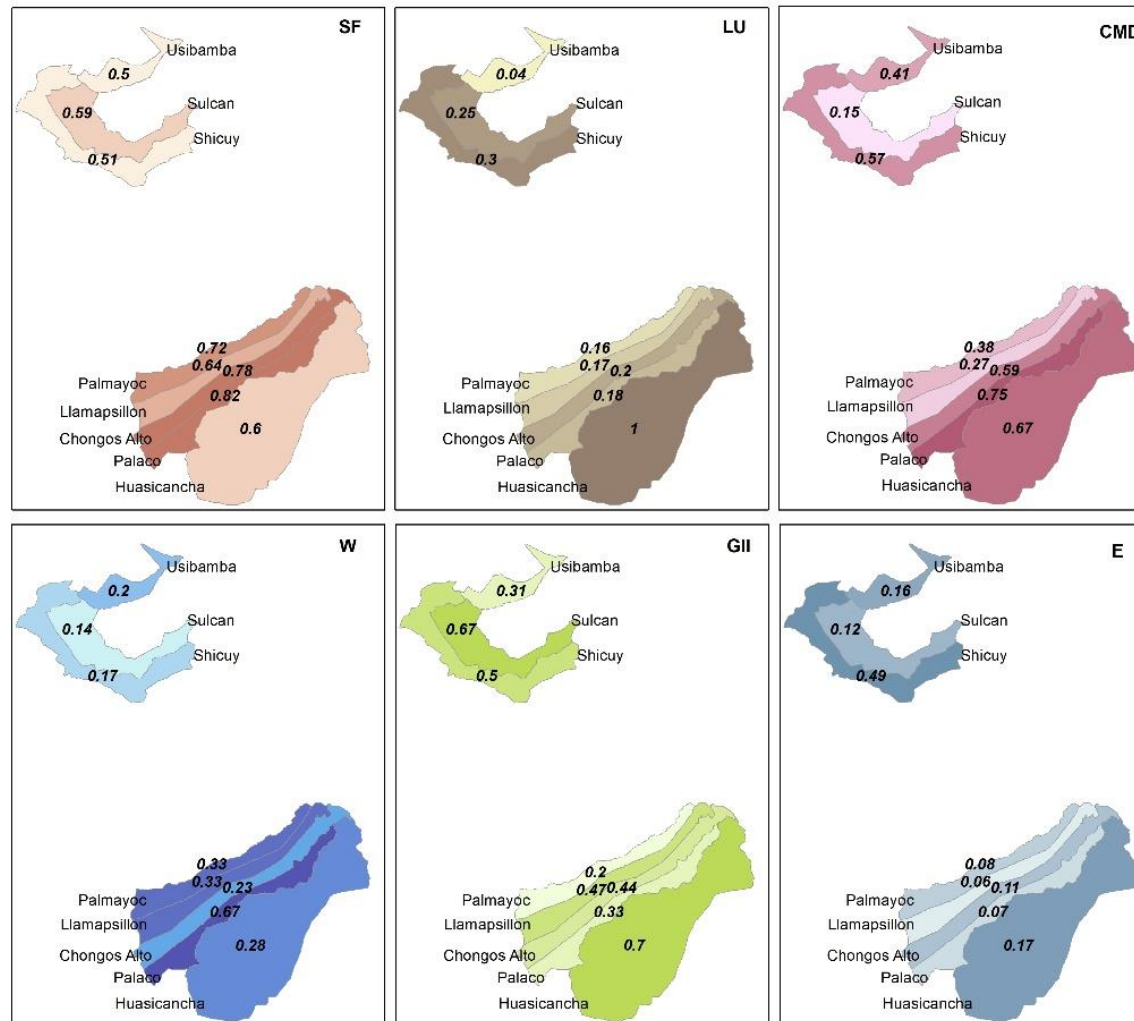 SF
Usibamba
0.5
Sulcan
0.59
Shicuy
0.51
0.72
0.64 0.78
Palmayoc
0.82
Llamapsillon
0.6
Chongos Alto
Palaco
Huasicancha
LU
0.04
0.25
0.3
0.16
0.17 0.2
Palmayoc
0.18
Llamapsillon
1
Chongos Alto
Palaco
Huasicancha
CMD
Usibamba
0.41
Sulcan
0.15
Shicuy
0.57
0.38
0.27 0.59
Palmayoc
0.75
Llamapsillon
0.67
Chongos Alto
Palaco
Huasicancha
W
Usibamba
0.2
Sulcan
0.14
Shicuy
0.17
0.33
0.33 0.23
Palmayoc
0.67
Llamapsillon
0.28
Chongos Alto
Palaco
Huasicancha
GII
Usibamba
0.31
Sulcan
0.67
Shicuy
0.5
0.2
0.47 0.44
Palmayoc
0.33
Llamapsillon
0.7
Chongos Alto
Palaco
Huasicancha
E
Usibamba
0.16
Sulcan
0.12
Shicuy
0.49
0.08
0.06 0.11
Palmayoc
0.07
Llamapsillon
0.17
Chongos Alto
Palaco
Huasicancha